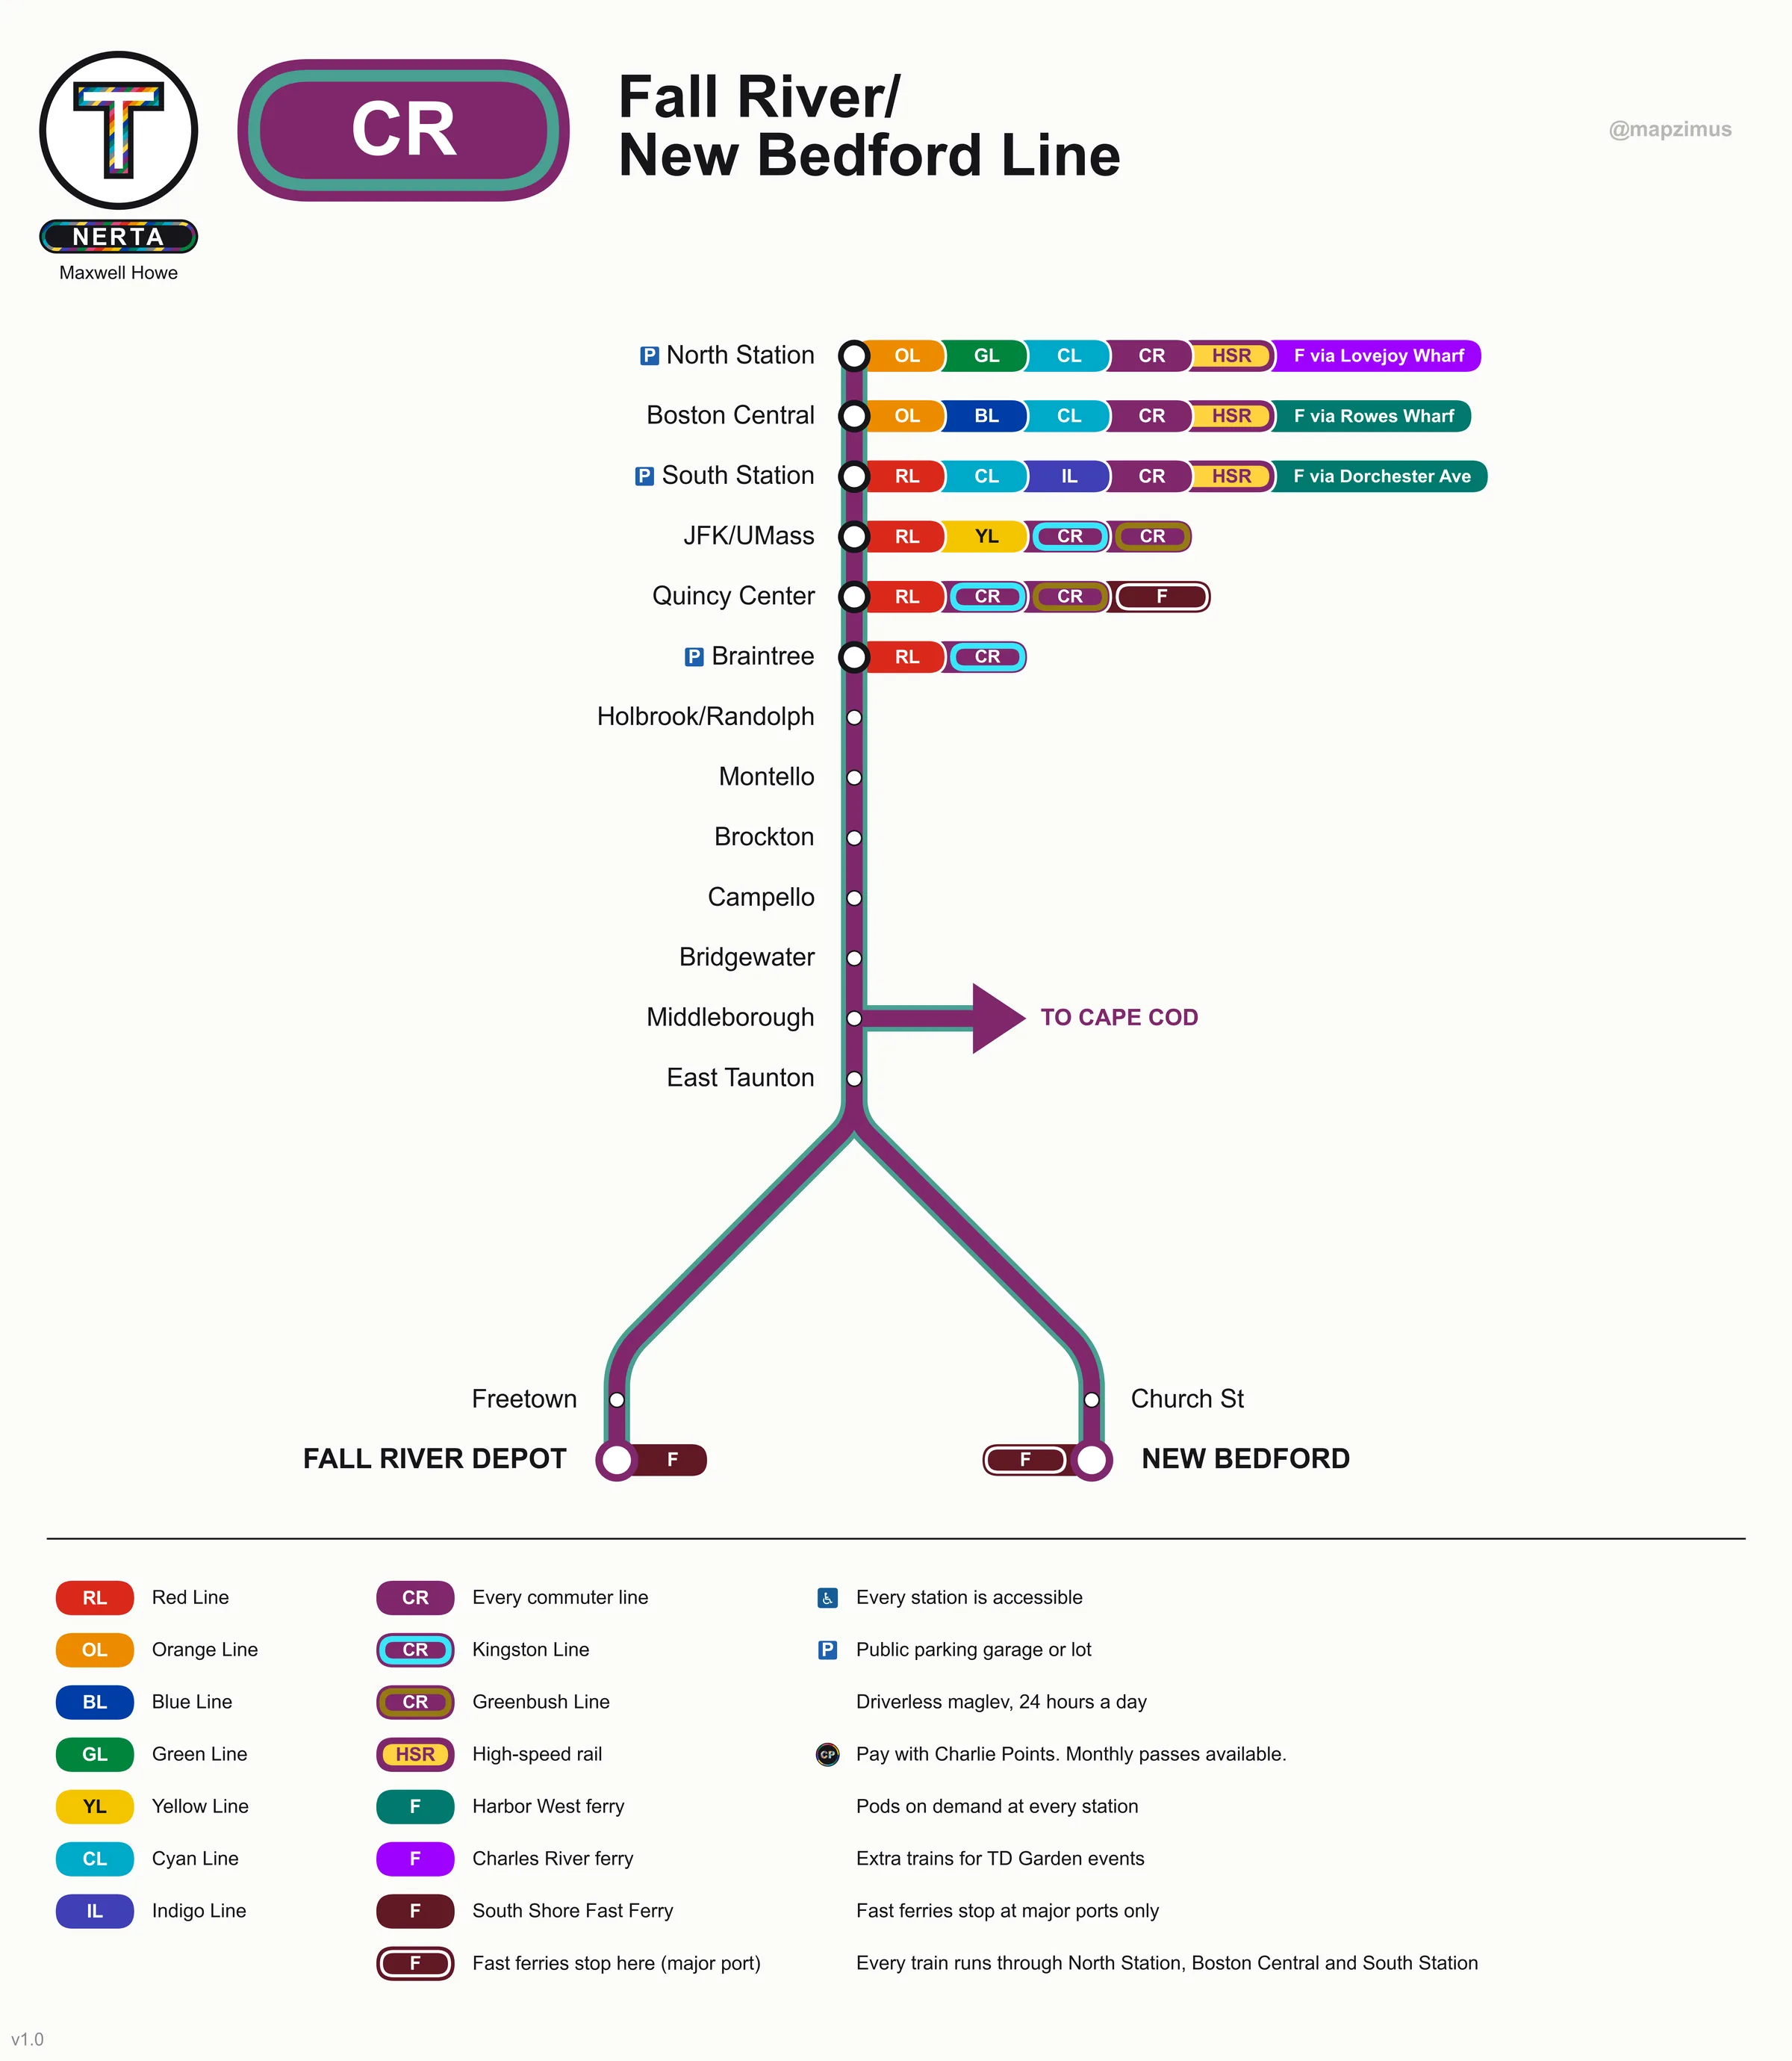 T
NERTA
Maxwell Howe
CR
Fall River/
New Bedford Line
@mapzimus
P North Station OL GL CL CR HSR F via Lovejoy Wharf
Boston Central OL BL CL CR HSR F via Rowes Wharf
P South Station RL CL IL CR HSR F via Dorchester Ave
JFK/UMass RL YL CR CR
Quincy Center RL CR CR F
P Braintree RL CR
Holbrook/Randolph
Montello
Brockton
Campello
Bridgewater
Middleborough TO CAPE COD
East Taunton
Freetown
Church St
FALL RIVER DEPOT F
F NEW BEDFORD
RL Red Line
OL Orange Line
BL Blue Line
GL Green Line
YL Yellow Line
CL Cyan Line
IL Indigo Line
CR Every commuter line
CR Kingston Line
CR Greenbush Line
HSR High-speed rail
F Harbor West ferry
F Charles River ferry
F South Shore Fast Ferry
F Fast ferries stop here (major port)
Every station is accessible
P Public parking garage or lot
Driverless maglev, 24 hours a day
CP Pay with Charlie Points. Monthly passes available.
Pods on demand at every station
Extra trains for TD Garden events
Fast ferries stop at major ports only
Every train runs through North Station, Boston Central and South Station
v1.0